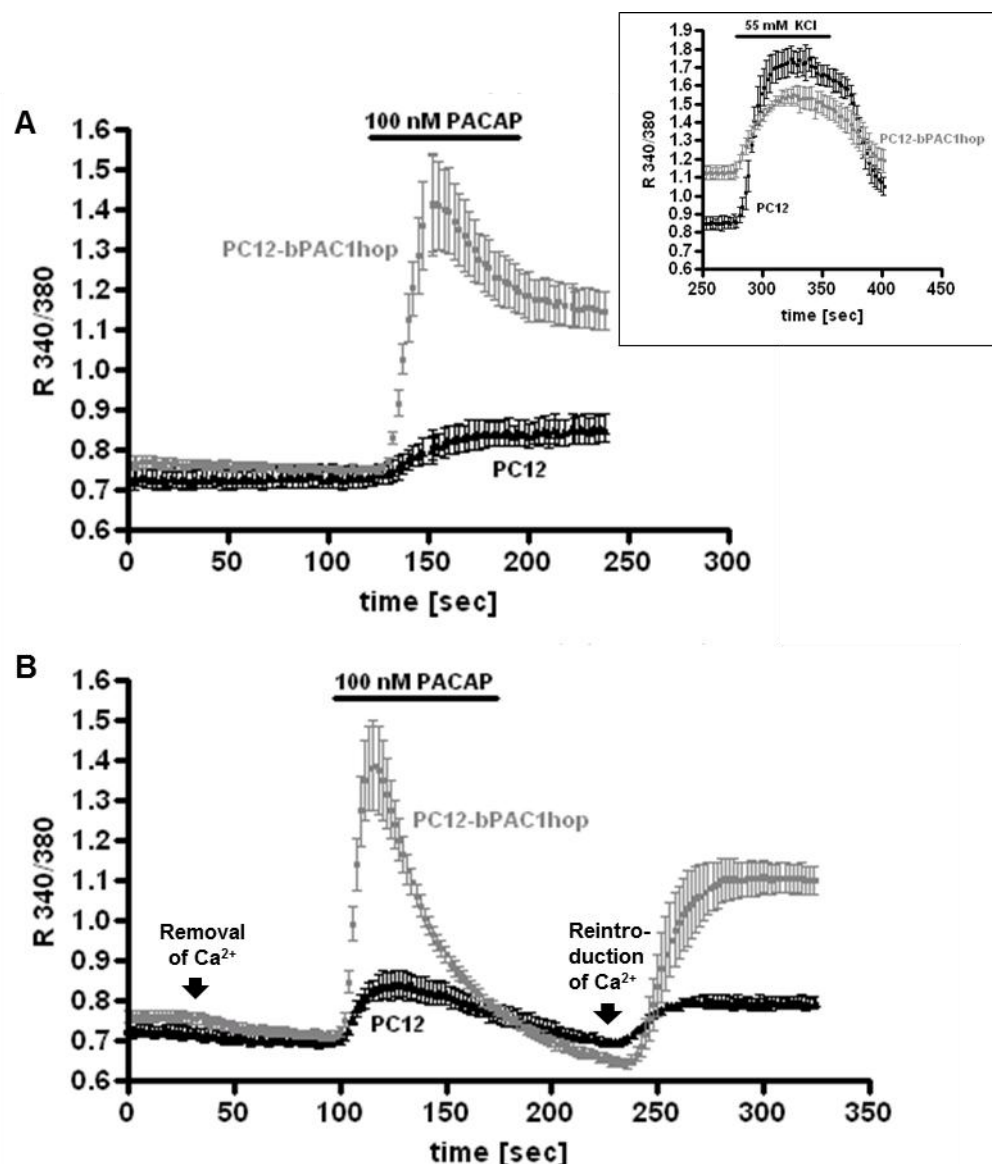 A
100 nM PACAP
PC12-bPAC1hop
PC12
R 340/380
1.6
1.5
1.4
1.3
1.2
1.1
1.0
0.9
0.8
0.7
0.6
0 50 100 150 200 250 300
time [sec]
55 mM KCl
PC12-bPAC1hop
PC12
R 340/380
1.9
1.8
1.7
1.6
1.5
1.4
1.3
1.2
1.1
1.0
0.9
0.8
0.7
0.6
250 300 350 400 450
time [sec]
B
100 nM PACAP
PC12-bPAC1hop
Removal
of Ca²⁺
PC12
Reintro-
duction
of Ca²⁺
R 340/380
1.6
1.5
1.4
1.3
1.2
1.1
1.0
0.9
0.8
0.7
0.6
0 50 100 150 200 250 300 350
time [sec]